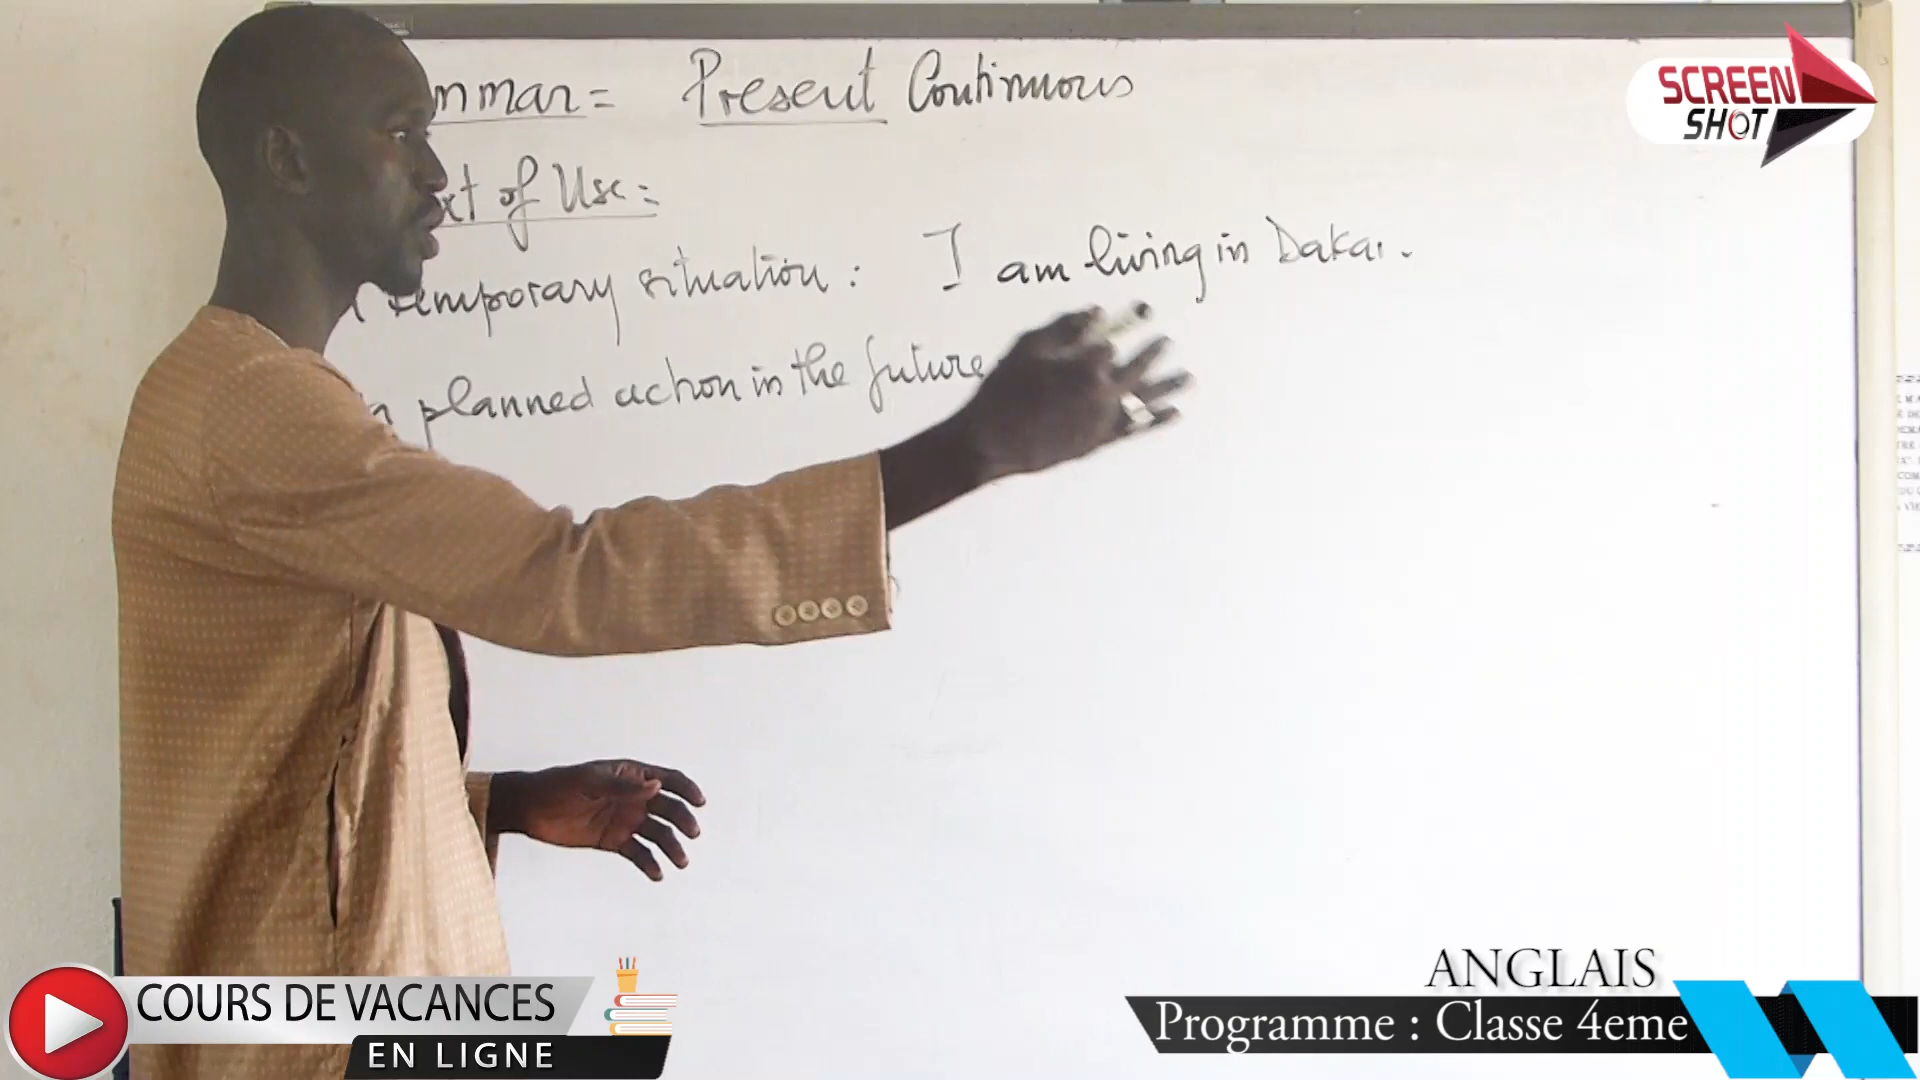 mmar = Present Continuous
xt of Use :
temporary situation : I am living in Dakar.
planned action in the future
SCREEN
SHOT
COURS DE VACANCES
EN LIGNE
ANGLAIS
Programme : Classe 4eme